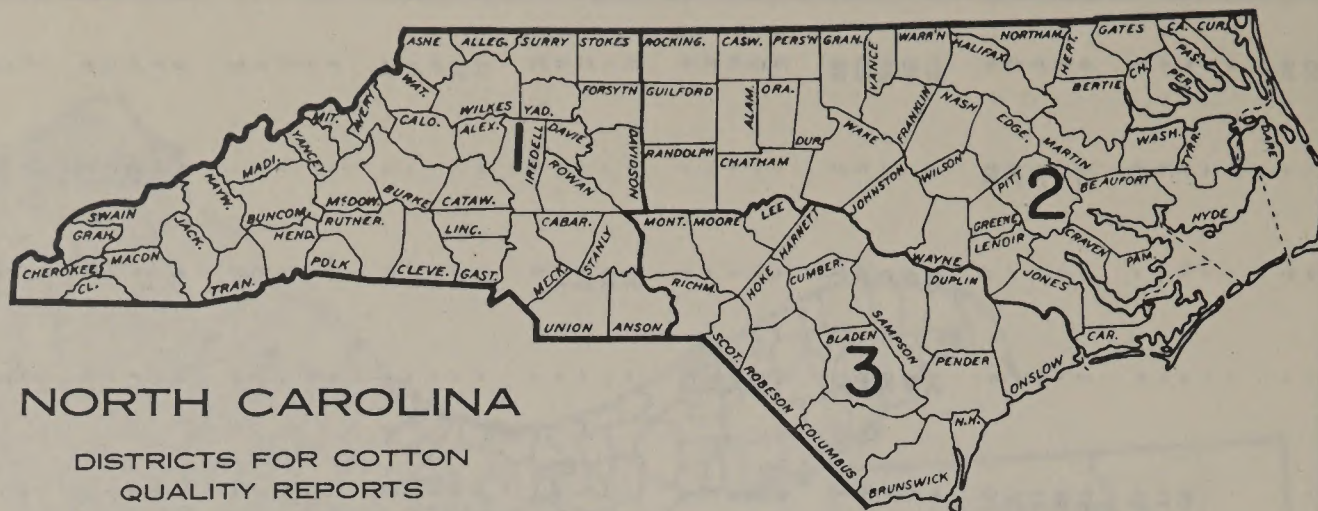 ASHE ALLEG. SURRY STOKES ROCKING. CASW. PERS'N GRAN. VANCE WARR'N HALIFAX NORTHAM. HERT. GATES CA. CUR.
WAT. WILKES YAD. FORSYTH GUILFORD ALAM. ORA. DUR. FRANKLIN NASH EDGE. BERTIE CH. PER. PAS.
MIT. AVERY CALD. ALEX. IREDELL DAVIE DAVIDSON RANDOLPH CHATHAM WAKE WILSON MARTIN WASH. TYRR. DARE
MADI. YANCEY McDOW. BURKE CATAW. ROWAN JOHNSTON PITT BEAUFORT HYDE
1
2
SWAIN HAYW. BUNCOM. RUTHER. LINC. CABAR. STANLY MONT. MOORE LEE HARNETT WAYNE GREENE LENOIR CRAVEN PAM.
GRAH. JACK. HEND. POLK CLEVE. GAST. MECK. RICHM. HOKE CUMBER. SAMPSON DUPLIN JONES
CHEROKEE MACON CL. TRAN. UNION ANSON SCOT. ROBESON BLADEN PENDER ONSLOW CAR.
3
COLUMBUS BRUNSWICK N.H.
NORTH CAROLINA
DISTRICTS FOR COTTON
QUALITY REPORTS